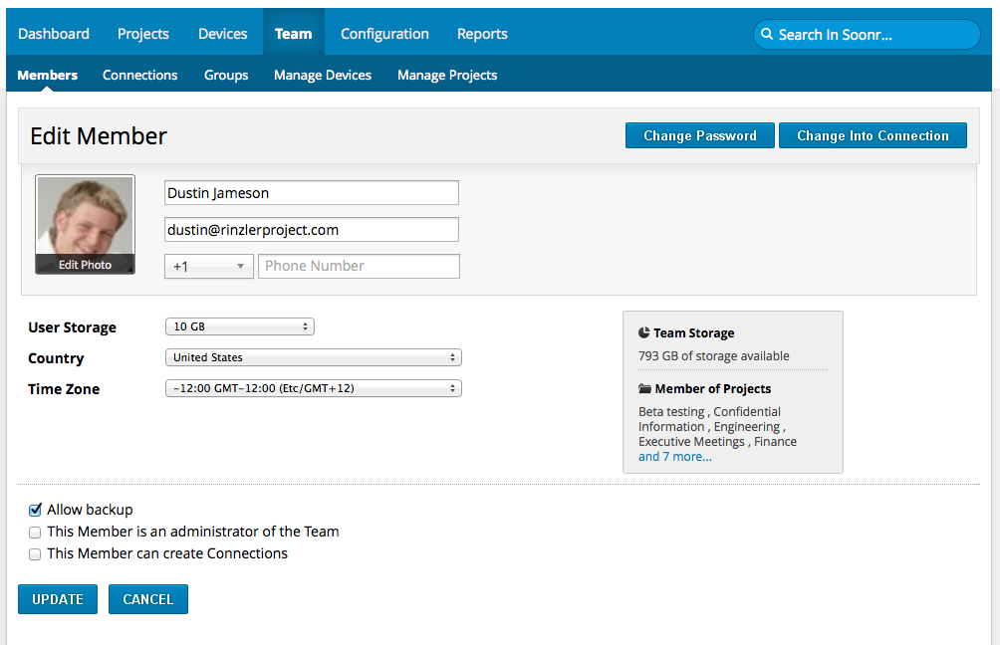 Dashboard Projects Devices Team Configuration Reports Search In Soonr...
Members Connections Groups Manage Devices Manage Projects
Edit Member Change Password Change Into Connection
Dustin Jameson
dustin@rinzlerproject.com
Edit Photo +1 Phone Number
User Storage 10 GB
Country United States
Time Zone -12:00 GMT-12:00 (Etc/GMT+12)
Team Storage
793 GB of storage available
Member of Projects
Beta testing , Confidential
Information , Engineering ,
Executive Meetings , Finance
and 7 more...
Allow backup
This Member is an administrator of the Team
This Member can create Connections
UPDATE CANCEL